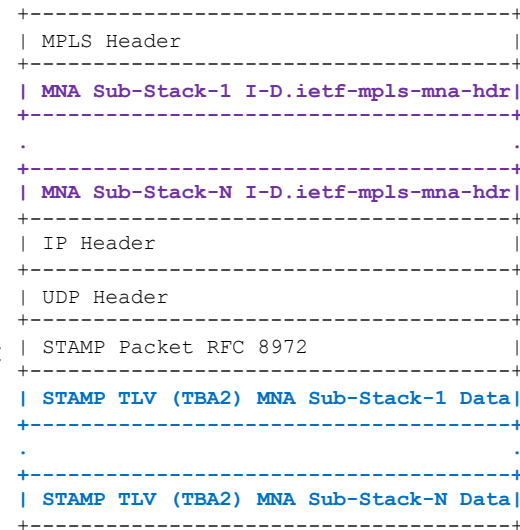 +---------------------------------------+
| MPLS Header                           |
+---------------------------------------+
| MNA Sub-Stack-1 I-D.ietf-mpls-mna-hdr|
+---------------------------------------+
.                                       .
+---------------------------------------+
| MNA Sub-Stack-N I-D.ietf-mpls-mna-hdr|
+---------------------------------------+
| IP Header                             |
+---------------------------------------+
| UDP Header                            |
+---------------------------------------+
| STAMP Packet RFC 8972                 |
+---------------------------------------+
| STAMP TLV (TBA2) MNA Sub-Stack-1 Data|
+---------------------------------------+
.                                       .
+---------------------------------------+
| STAMP TLV (TBA2) MNA Sub-Stack-N Data|
+---------------------------------------+